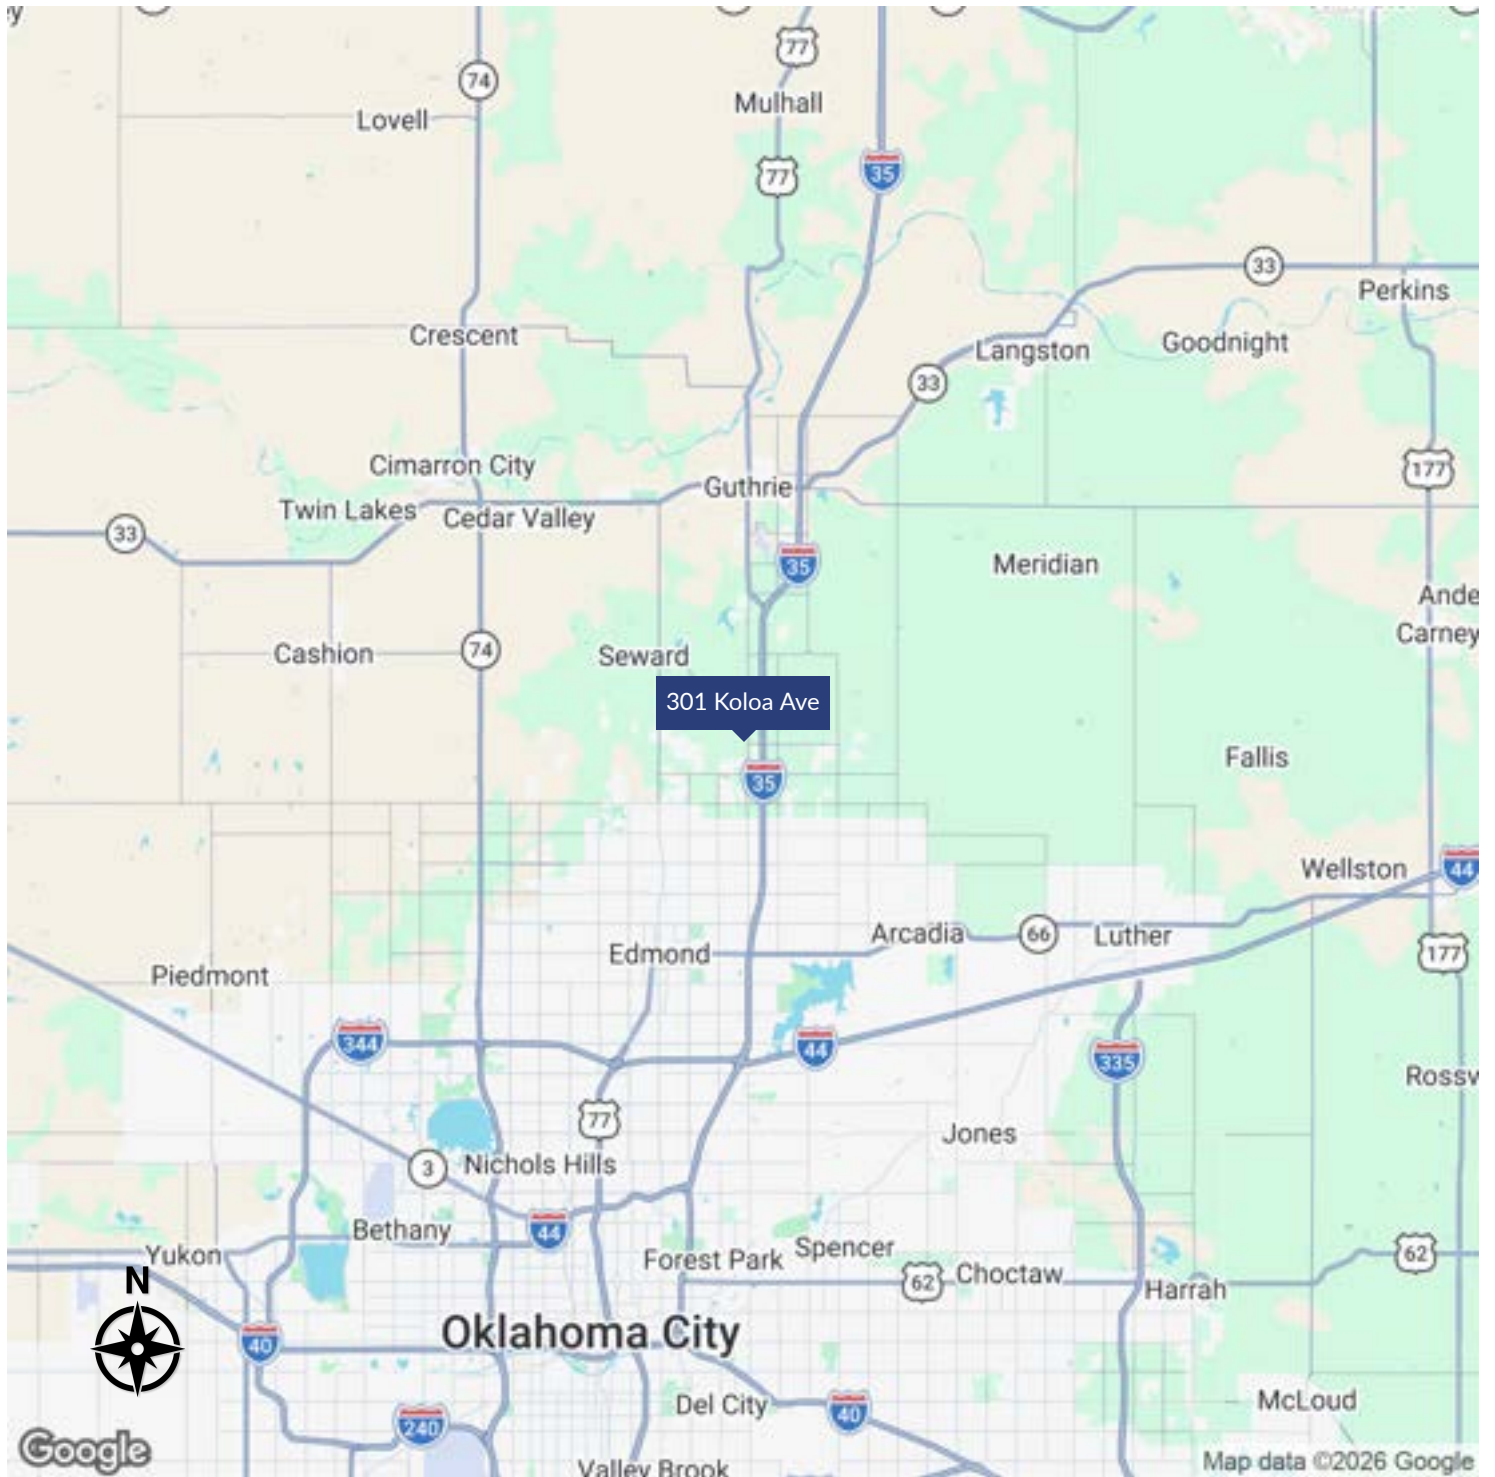 77
74
Mulhall
Lovell
77
35
33
Perkins
Crescent
Goodnight
Langston
33
Cimarron City
177
Guthrie
Twin Lakes
Cedar Valley
33
35
Meridian
Ande
Carney
Cashion
74
Seward
301 Koloa Ave
Fallis
35
Wellston
44
Arcadia
66
Luther
Edmond
177
Piedmont
344
44
335
Rossv
77
Jones
3
Nichols Hills
Bethany
44
Yukon
Forest Park
Spencer
62
N
62
Choctaw
Harrah
Oklahoma City
40
Del City
40
McLoud
240
Google
Valley Brook
Map data ©2026 Google